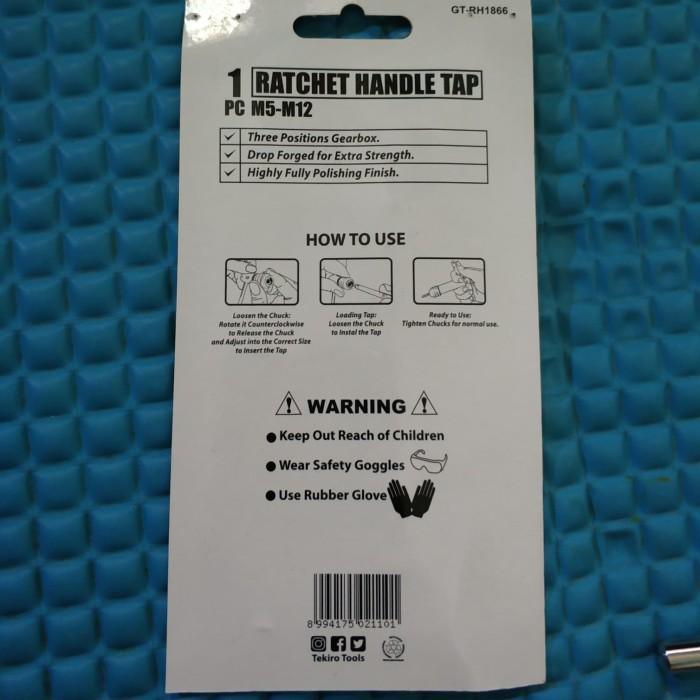 GT-RH1866
1 RATCHET HANDLE TAP
PC M5-M12
Three Positions Gearbox.
Drop Forged for Extra Strength.
Highly Fully Polishing Finish.
HOW TO USE
Loosen the Chuck:
Rotate it Counterclockwise
to Release the Chuck
and Adjust into the Correct Size
to Insert the Tap
Loading Tap:
Loosen the Chuck
to Instal the Tap
Ready to Use:
Tighten Chucks for normal use.
WARNING
Keep Out Reach of Children
Wear Safety Goggles
Use Rubber Glove
8 994175 021101
Tekiro Tools